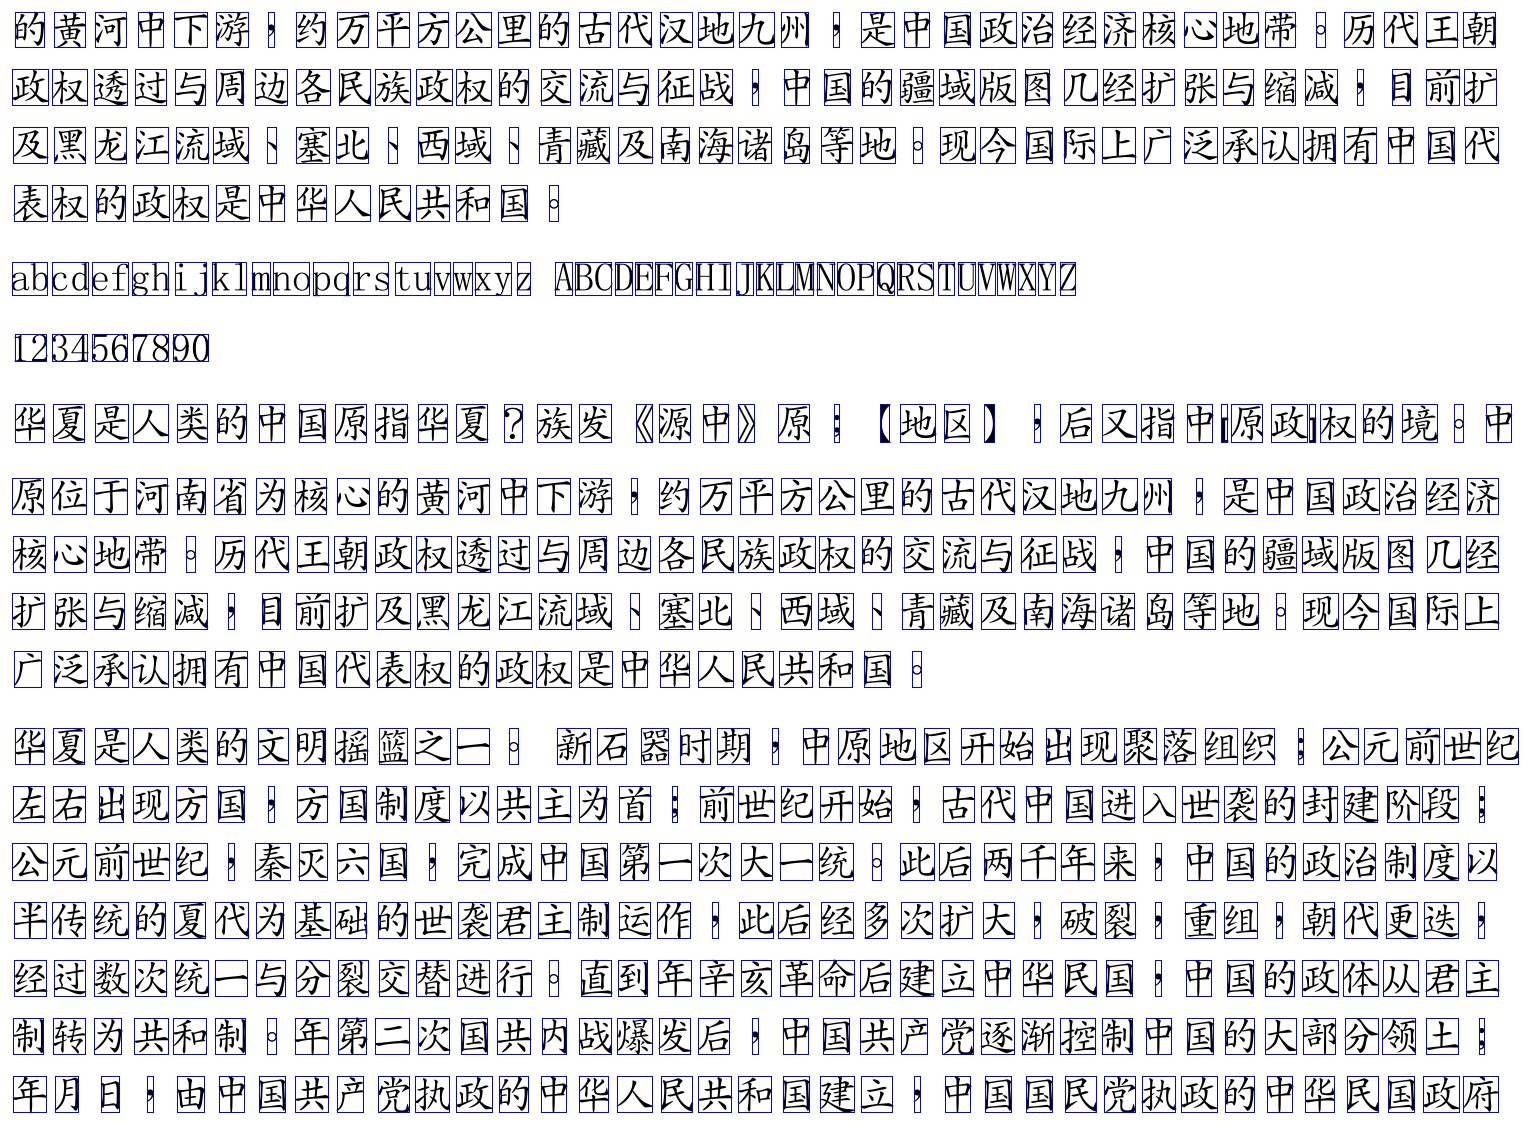 的黄河中下游，约万平方公里的古代汉地九州，是中国政治经济核心地带。历代王朝
政权透过与周边各民族政权的交流与征战，中国的疆域版图几经扩张与缩减，目前扩
及黑龙江流域、塞北、西域、青藏及南海诸岛等地。现今国际上广泛承认拥有中国代
表权的政权是中华人民共和国。
abcdefghijklmnopqrstuvwxyz ABCDEFGHIJKLMNOPQRSTUVWXYZ
1234567890
华夏是人类的中国原指华夏？族发《源中》原；【地区】，后又指中[原政]权的境。中
原位于河南省为核心的黄河中下游，约万平方公里的古代汉地九州，是中国政治经济
核心地带。历代王朝政权透过与周边各民族政权的交流与征战，中国的疆域版图几经
扩张与缩减，目前扩及黑龙江流域、塞北、西域、青藏及南海诸岛等地。现今国际上
广泛承认拥有中国代表权的政权是中华人民共和国。
华夏是人类的文明摇篮之一。 新石器时期，中原地区开始出现聚落组织；公元前世纪
左右出现方国，方国制度以共主为首；前世纪开始，古代中国进入世袭的封建阶段；
公元前世纪，秦灭六国，完成中国第一次大一统。此后两千年来，中国的政治制度以
半传统的夏代为基础的世袭君主制运作，此后经多次扩大，破裂，重组，朝代更迭，
经过数次统一与分裂交替进行。直到年辛亥革命后建立中华民国，中国的政体从君主
制转为共和制。年第二次国共内战爆发后，中国共产党逐渐控制中国的大部分领土；
年月日，由中国共产党执政的中华人民共和国建立，中国国民党执政的中华民国政府